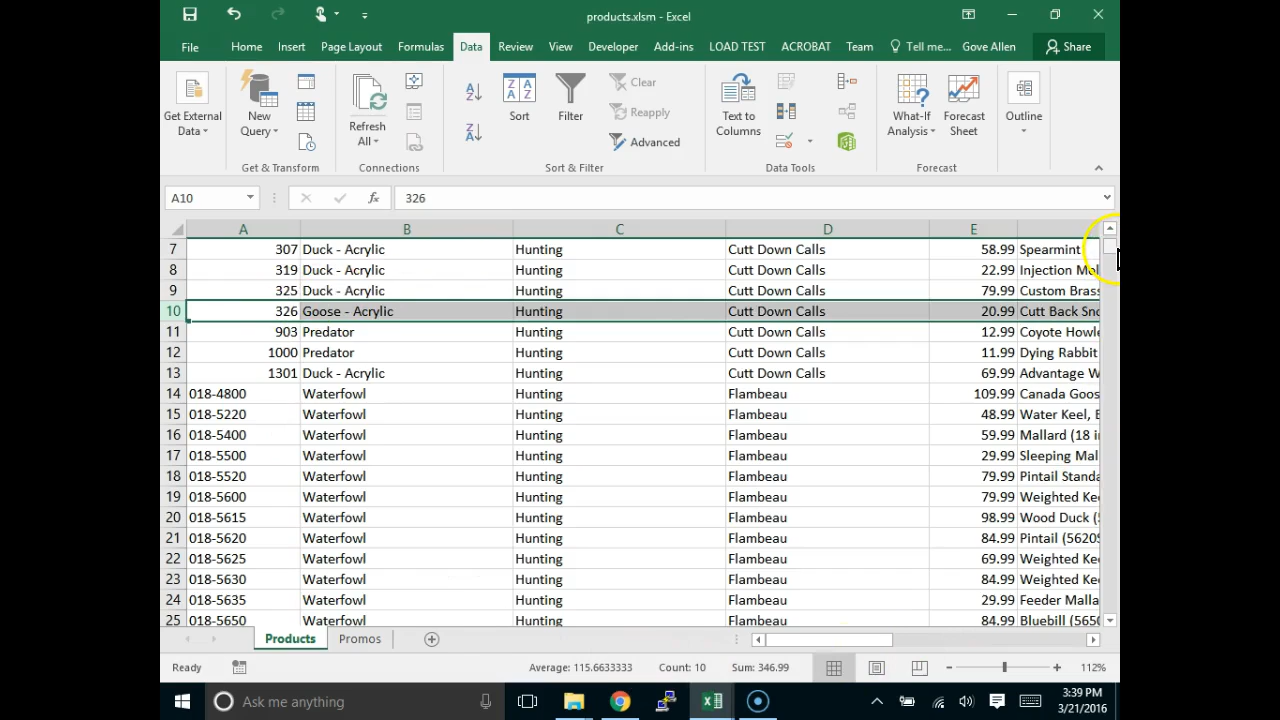 products.xlsm - Excel
File Home Insert Page Layout Formulas Data Review View Developer Add-ins LOAD TEST ACROBAT Team Tell me... Gove Allen Share
Get External Data
New Query
Refresh All
Sort
Filter
Clear
Reapply
Advanced
Text to Columns
What-If Analysis
Forecast Sheet
Outline
Get & Transform Connections Sort & Filter Data Tools Forecast
A10 fx 326
A B C D E
7 307 Duck - Acrylic Hunting Cutt Down Calls 58.99 Spearmint
8 319 Duck - Acrylic Hunting Cutt Down Calls 22.99 Injection Mol
9 325 Duck - Acrylic Hunting Cutt Down Calls 79.99 Custom Brass
10 326 Goose - Acrylic Hunting Cutt Down Calls 20.99 Cutt Back Sno
11 903 Predator Hunting Cutt Down Calls 12.99 Coyote Howle
12 1000 Predator Hunting Cutt Down Calls 11.99 Dying Rabbit
13 1301 Duck - Acrylic Hunting Cutt Down Calls 69.99 Advantage W
14 018-4800 Waterfowl Hunting Flambeau 109.99 Canada Goos
15 018-5220 Waterfowl Hunting Flambeau 48.99 Water Keel, E
16 018-5400 Waterfowl Hunting Flambeau 59.99 Mallard (18 in
17 018-5500 Waterfowl Hunting Flambeau 29.99 Sleeping Mal
18 018-5520 Waterfowl Hunting Flambeau 79.99 Pintail Standa
19 018-5600 Waterfowl Hunting Flambeau 79.99 Weighted Kee
20 018-5615 Waterfowl Hunting Flambeau 98.99 Wood Duck (5
21 018-5620 Waterfowl Hunting Flambeau 84.99 Pintail (5620S
22 018-5625 Waterfowl Hunting Flambeau 69.99 Weighted Kee
23 018-5630 Waterfowl Hunting Flambeau 84.99 Weighted Kee
24 018-5635 Waterfowl Hunting Flambeau 29.99 Feeder Malla
25 018-5650 Waterfowl Hunting Flambeau 84.99 Bluebill (5650
Products Promos
Ready Average: 115.6633333 Count: 10 Sum: 346.99 112%
Ask me anything 3:39 PM
3/21/2016